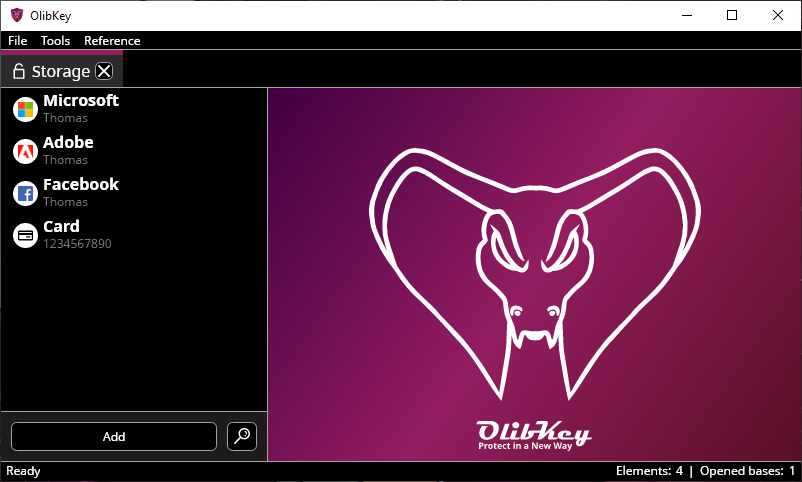 OlibKey
File Tools Reference
Storage
Microsoft
Thomas
Adobe
Thomas
Facebook
Thomas
Card
1234567890
OlibKey
Protect in a New Way
Add
Ready
Elements: 4 | Opened bases: 1